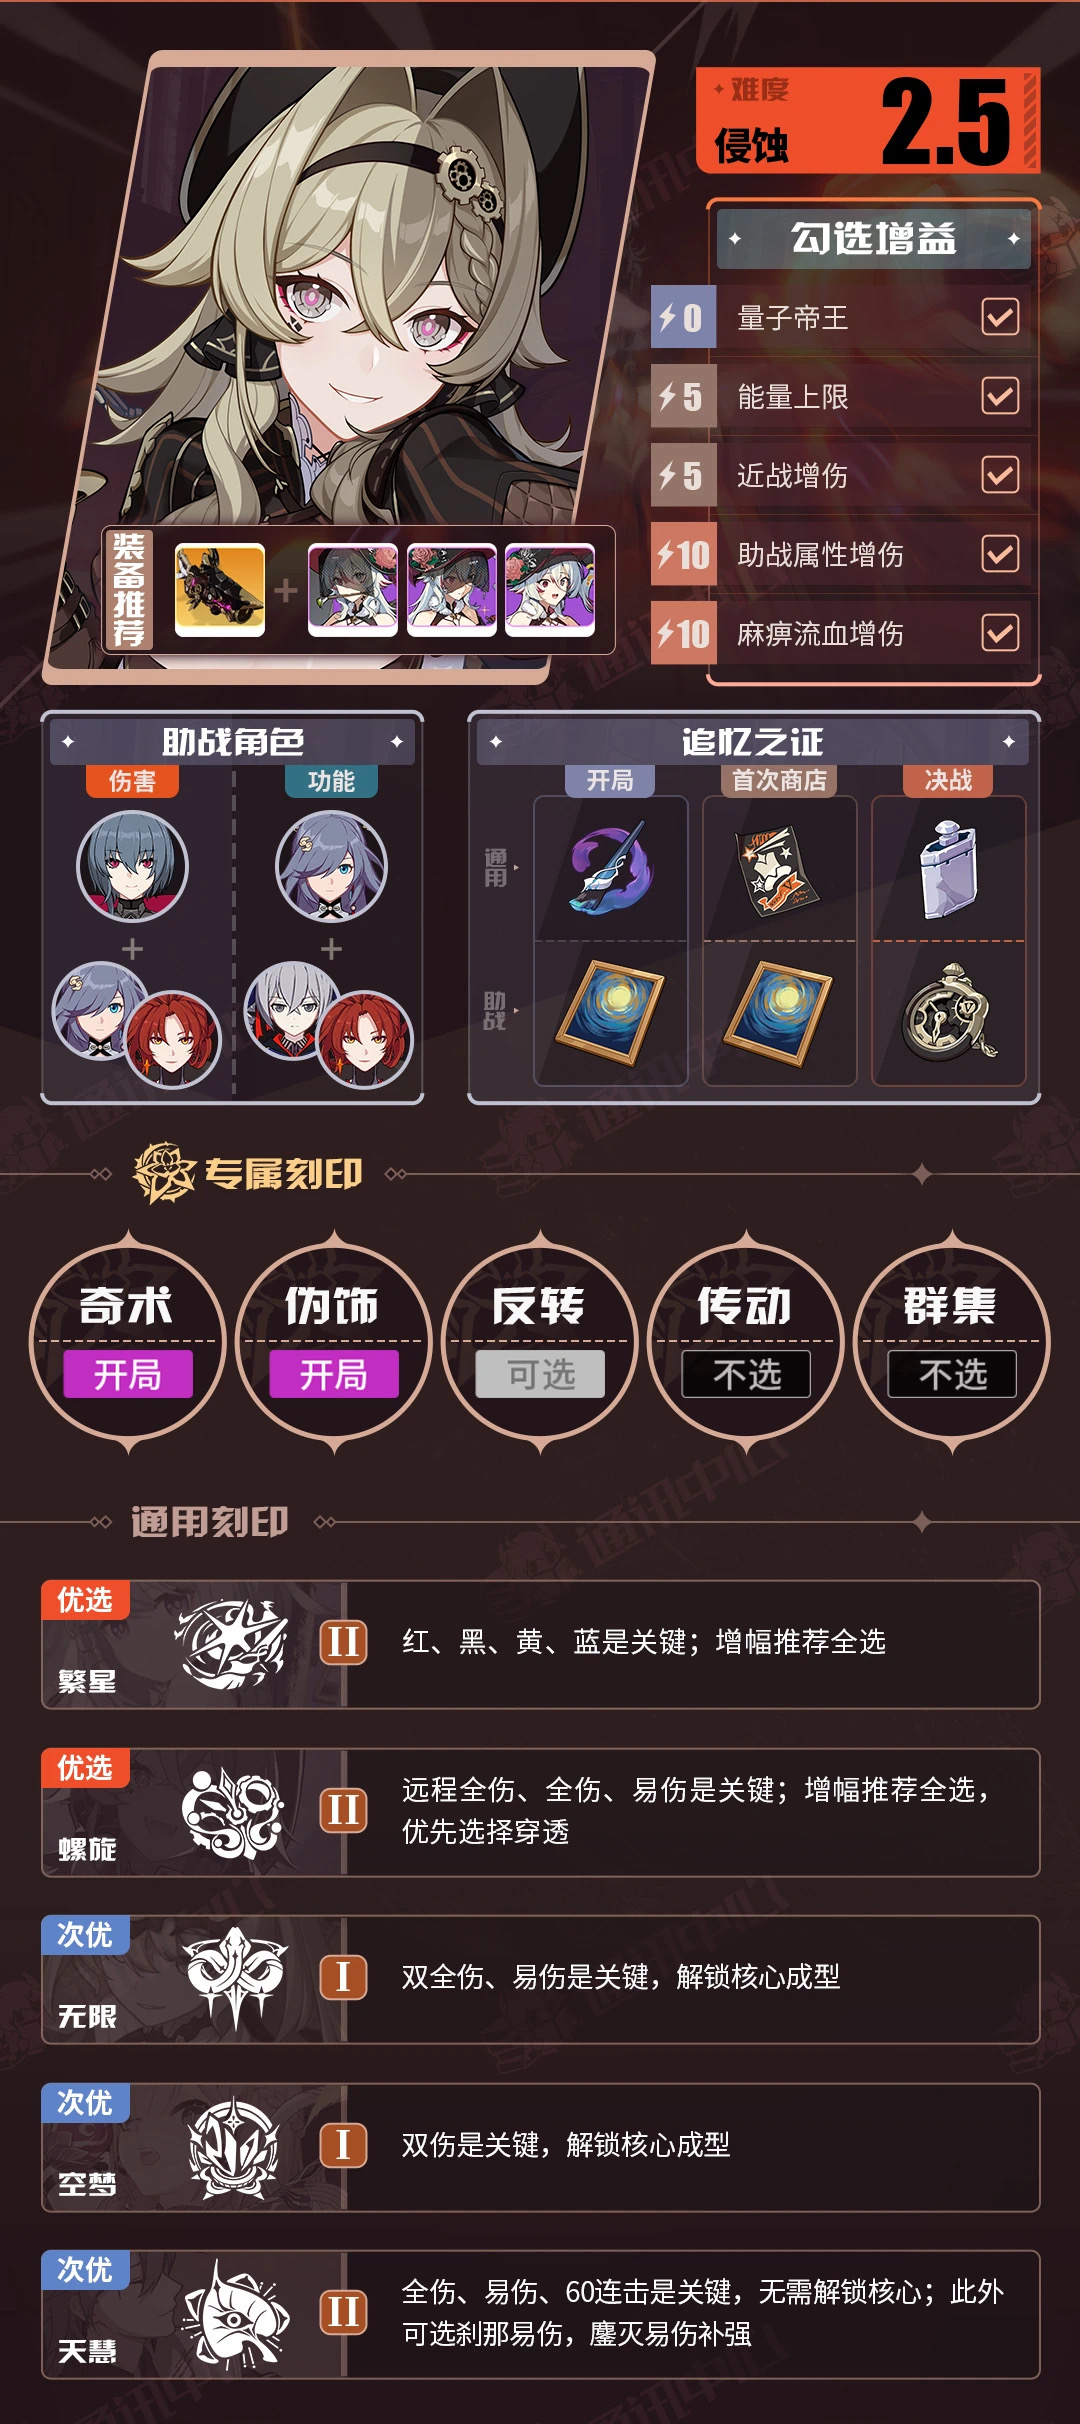 难度
侵蚀
2.5
勾选增益
0 量子帝王
5 能量上限
5 近战增伤
10 助战属性增伤
10 麻痹流血增伤
装备推荐
+
助战角色
伤害 功能
+ +
追忆之证
开局 首次商店 决战
通用
助战
专属刻印
奇术 伪饰 反转 传动 群集
开局 开局 可选 不选 不选
通用刻印
优选
繁星
II
红、黑、黄、蓝是关键；增幅推荐全选
优选
螺旋
II
远程全伤、全伤、易伤是关键；增幅推荐全选，
优先选择穿透
次优
无限
I
双全伤、易伤是关键，解锁核心成型
次优
空梦
I
双伤是关键，解锁核心成型
次优
天慧
II
全伤、易伤、60连击是关键，无需解锁核心；此外
可选刹那易伤，鏖灭易伤补强
通讯中心